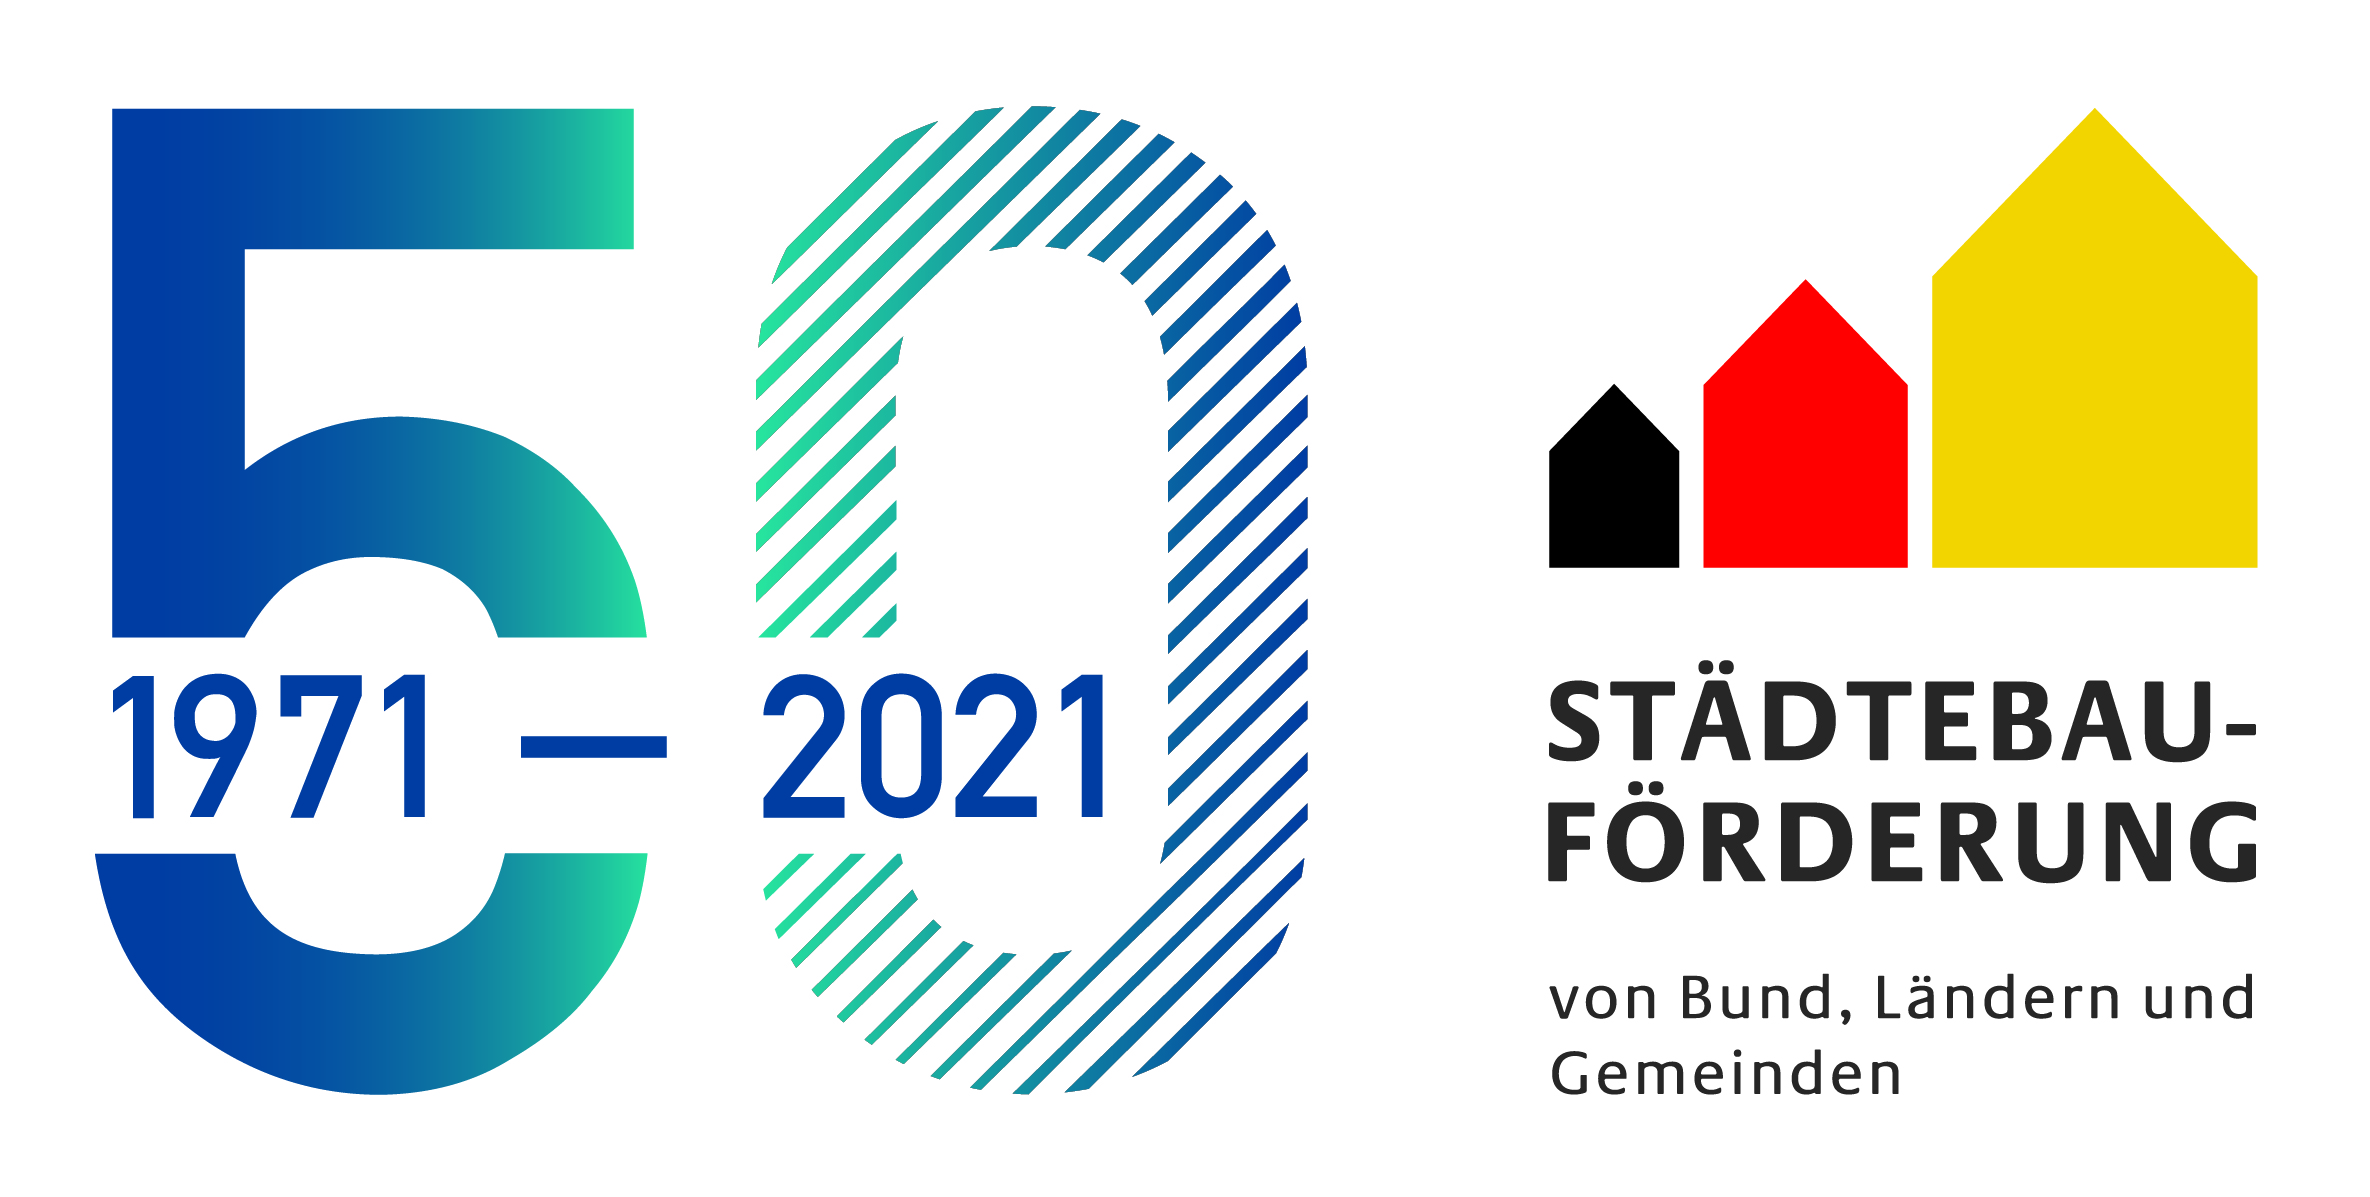 50
1971 — 2021
STÄDTEBAU-
FÖRDERUNG
von Bund, Ländern und
Gemeinden